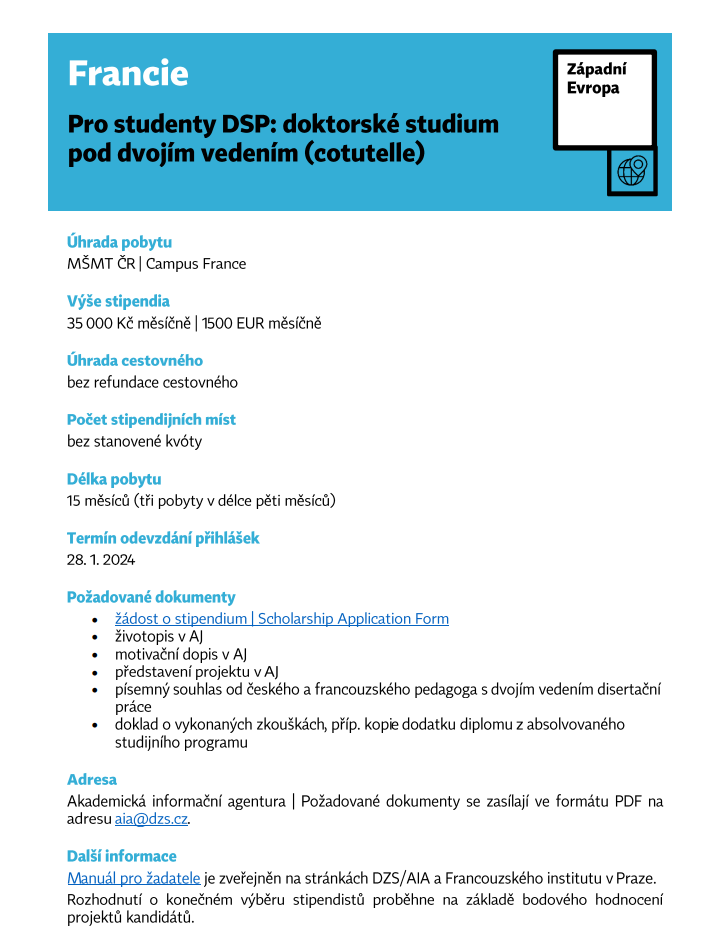 Francie
Západní
Evropa
Pro studenty DSP: doktorské studium
pod dvojím vedením (cotutelle)
Úhrada pobytu
MŠMT ČR | Campus France
Výše stipendia
35 000 Kč měsíčně | 1500 EUR měsíčně
Úhrada cestovného
bez refundace cestovného
Počet stipendijních míst
bez stanovené kvóty
Délka pobytu
15 měsíců (tři pobyty v délce pěti měsíců)
Termín odevzdání přihlášek
28. 1. 2024
Požadované dokumenty
• žádost o stipendium | Scholarship Application Form
• životopis v AJ
• motivační dopis v AJ
• představení projektu v AJ
• písemný souhlas od českého a francouzského pedagoga s dvojím vedením disertační
práce
• doklad o vykonaných zkouškách, příp. kopie dodatku diplomu z absolvovaného
studijního programu
Adresa
Akademická informační agentura | Požadované dokumenty se zasílají ve formátu PDF na
adresu aia@dzs.cz.
Další informace
Manuál pro žadatele je zveřejněn na stránkách DZS/AIA a Francouzského institutu v Praze.
Rozhodnutí o konečném výběru stipendistů proběhne na základě bodového hodnocení
projektů kandidátů.